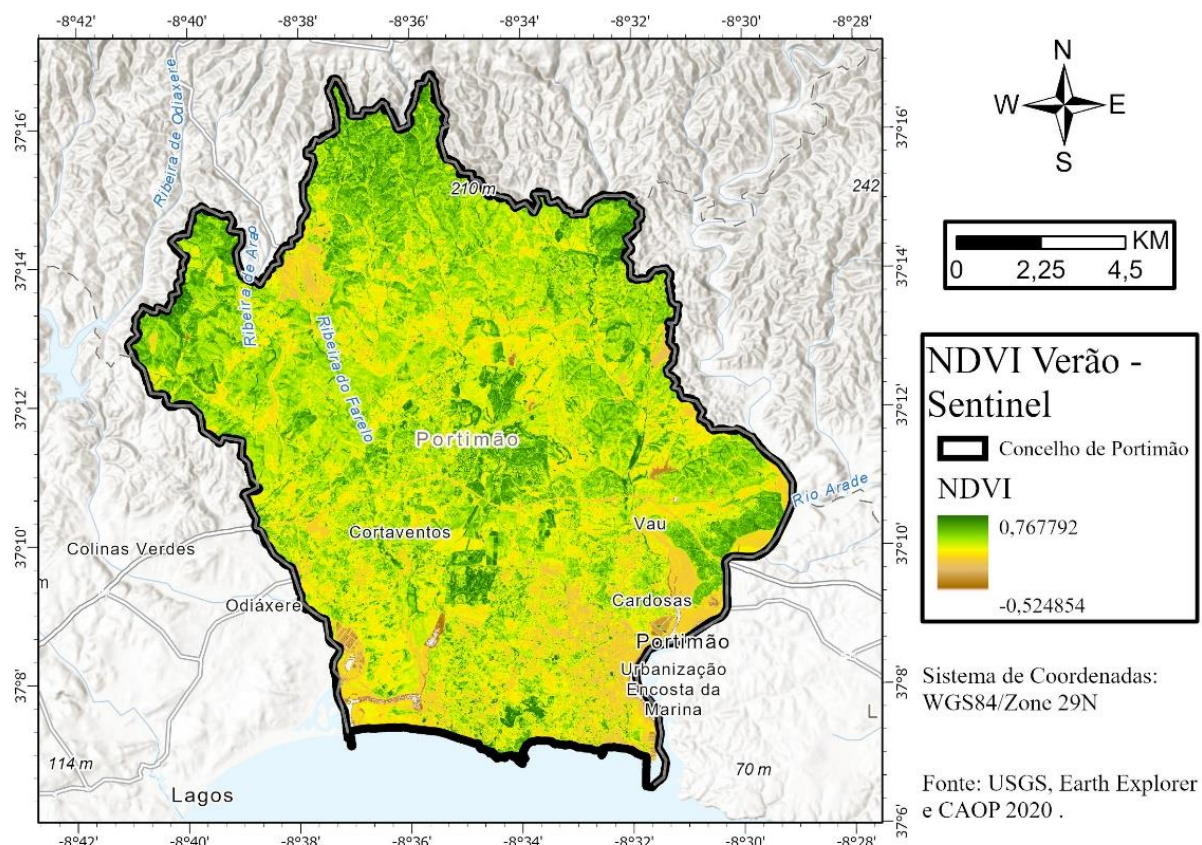 -8°42' -8°40' -8°38' -8°36' -8°34' -8°32' -8°30' -8°28'
37°16'
37°14'
37°12'
37°10'
37°8'
37°16'
37°14'
37°12'
37°10'
37°8'
37°6'
Ribeira de Odiaxere
Ribeira de Arão
Ribeira do Farelo
210 m
242
Portimão
Rio Arade
Colinas Verdes
Cortaventos
Vau
m
Odiáxere
Cardosas
Portimão
Urbanização
Encosta da
Marina
L
114 m
70 m
Lagos
-8°42' -8°40' -8°38' -8°36' -8°34' -8°32' -8°30' -8°28'
N
W E
S
KM
0 2,25 4,5
NDVI Verão -
Sentinel
Concelho de Portimão
NDVI
0,767792
-0,524854
Sistema de Coordenadas:
WGS84/Zone 29N
Fonte: USGS, Earth Explorer
e CAOP 2020 .